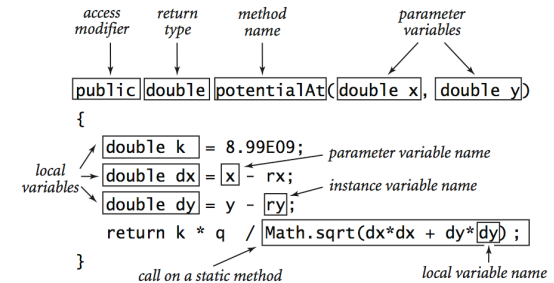 access modifier
return type
method name
parameter variables
public double potentialAt(double x, double y)
{
double k = 8.99E09;
double dx = x - rx;
double dy = y - ry;
return k * q / Math.sqrt(dx*dx + dy*dy) ;
}
local variables
parameter variable name
instance variable name
call on a static method
local variable name